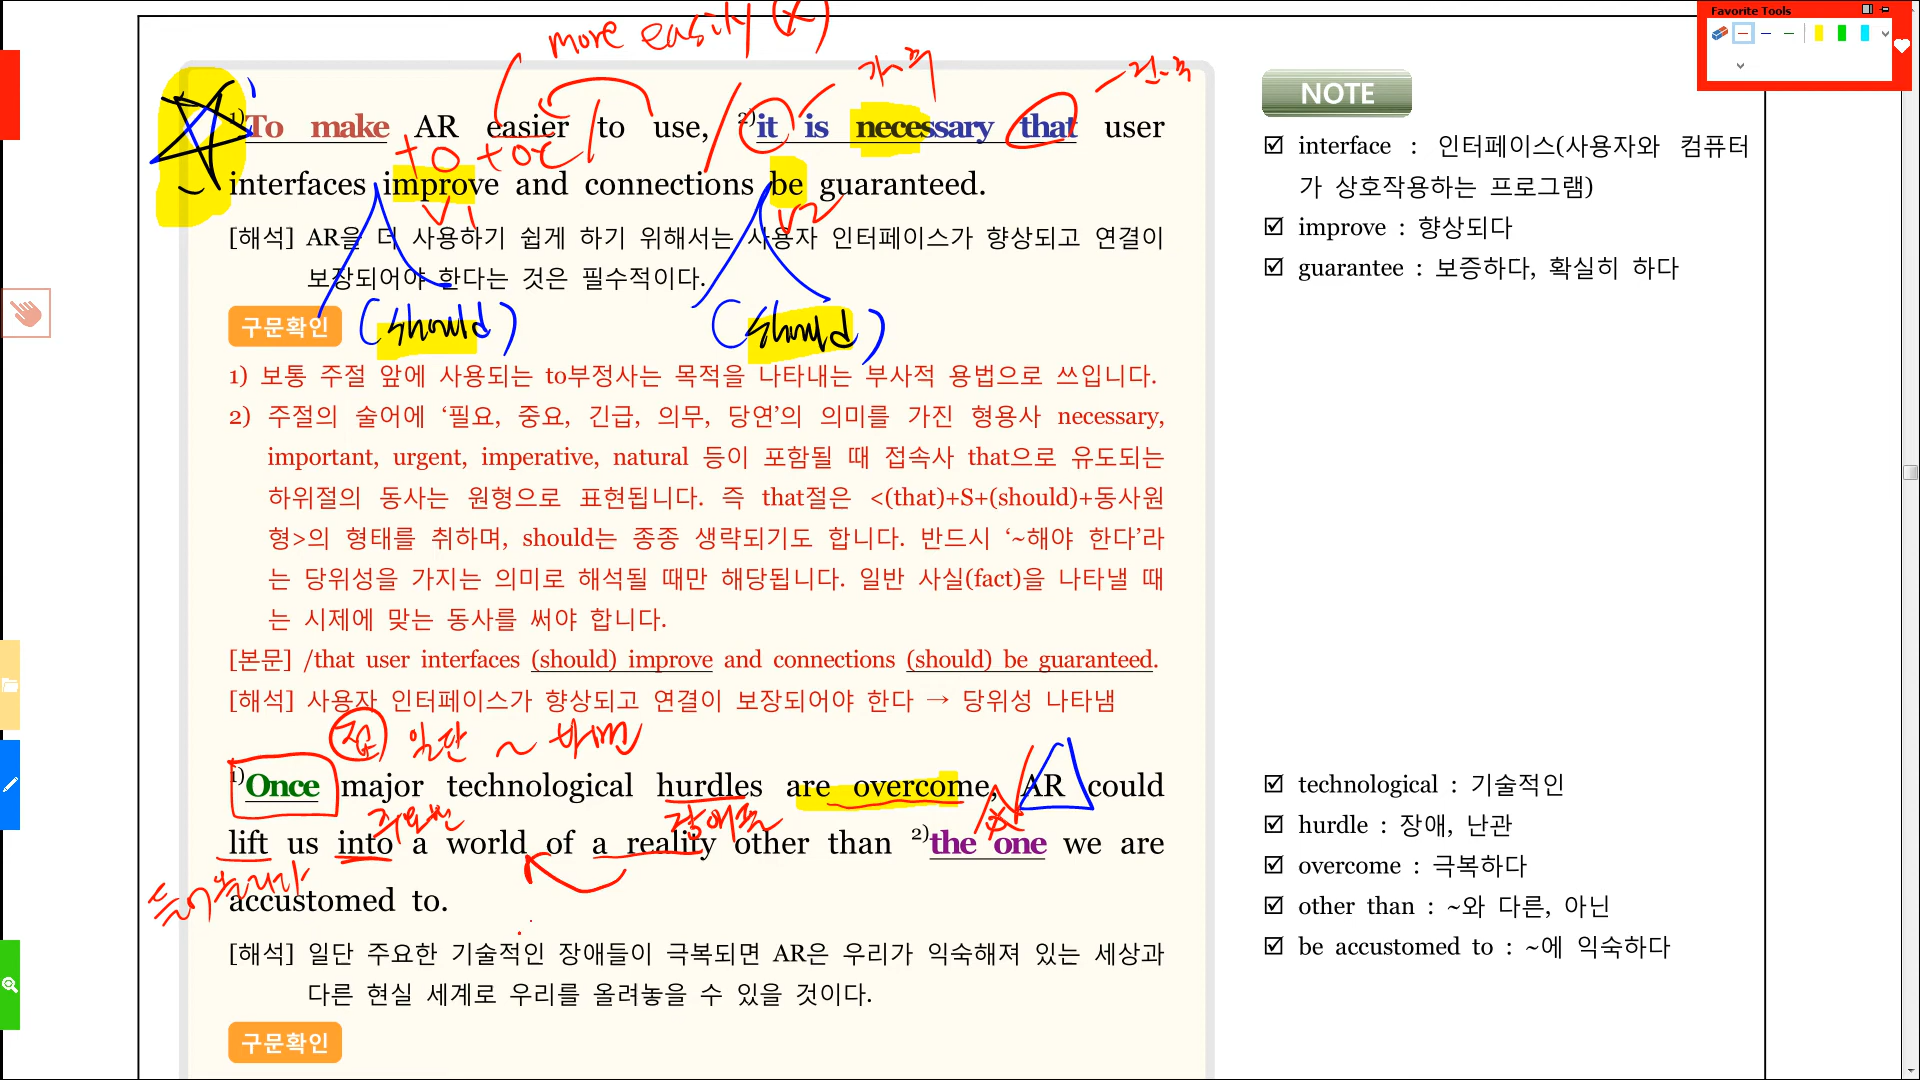 Favorite Tools
more easily (x)
NOTE
1)To make AR easier to use, 2)it is necessary that user
to 
V1
V2
interfaces improve and connections be guaranteed.
[해석] AR을 더 사용하기 쉽게 하기 위해서는 사용자 인터페이스가 향상되고 연결이
보장되어야 한다는 것은 필수적이다.
구문확인
(should)
(should)
1) 보통 주절 앞에 사용되는 to부정사는 목적을 나타내는 부사적 용법으로 쓰입니다.
2) 주절의 술어에 ‘필요, 중요, 긴급, 의무, 당연’의 의미를 가진 형용사 necessary,
important, urgent, imperative, natural 등이 포함될 때 접속사 that으로 유도되는
하위절의 동사는 원형으로 표현됩니다. 즉 that절은 <(that)+S+(should)+동사원
형>의 형태를 취하며, should는 종종 생략되기도 합니다. 반드시 ‘~해야 한다’라
는 당위성을 가지는 의미로 해석될 때만 해당됩니다. 일반 사실(fact)을 나타낼 때
는 시제에 맞는 동사를 써야 합니다.
[본문] /that user interfaces (should) improve and connections (should) be guaranteed.
[해석] 사용자 인터페이스가 향상되고 연결이 보장되어야 한다 → 당위성 나타냄
접 일단 ~ 하면
1)Once major technological hurdles are overcome, AR could
주요한
장애물
lift us into a world of a reality other than 2)the one we are
들어올리다
accustomed to.
[해석] 일단 주요한 기술적인 장애들이 극복되면 AR은 우리가 익숙해져 있는 세상과
다른 현실 세계로 우리를 올려놓을 수 있을 것이다.
구문확인
interface : 인터페이스(사용자와 컴퓨터
가 상호작용하는 프로그램)
improve : 향상되다
guarantee : 보증하다, 확실히 하다
technological : 기술적인
hurdle : 장애, 난관
overcome : 극복하다
other than : ~와 다른, 아닌
be accustomed to : ~에 익숙하다